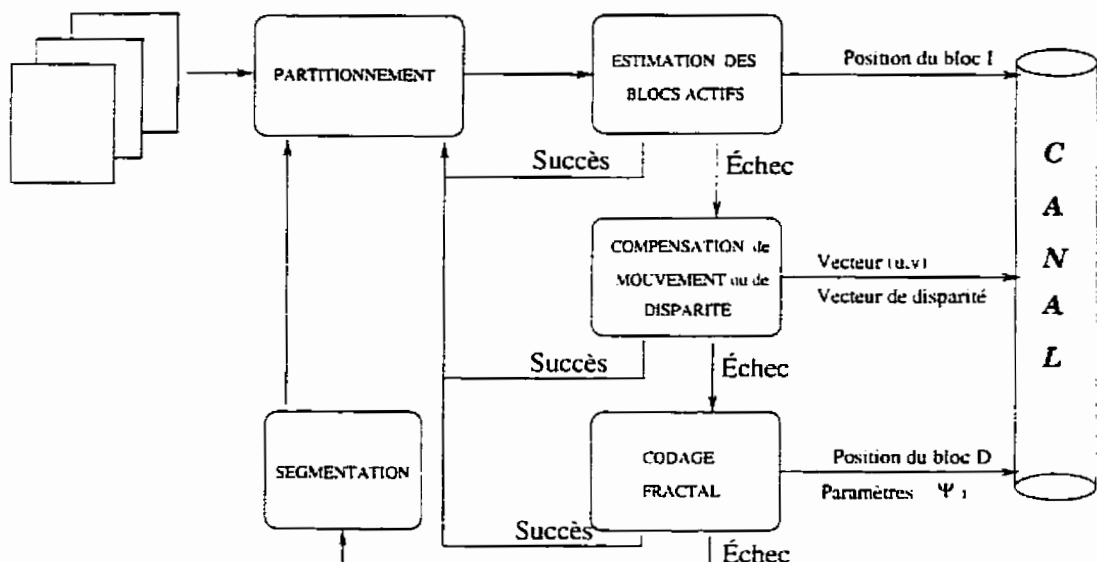 PARTITIONNEMENT
ESTIMATION DES
BLOCS ACTIFS
Position du bloc I
Succès
Échec
COMPENSATION de
MOUVEMENT ou de
DISPARITE
Vecteur (u,v)
Vecteur de disparité
C
A
N
A
L
Succès
Échec
SEGMENTATION
CODAGE
FRACTAL
Position du bloc D
Paramètres Ψ i
Succès
Échec